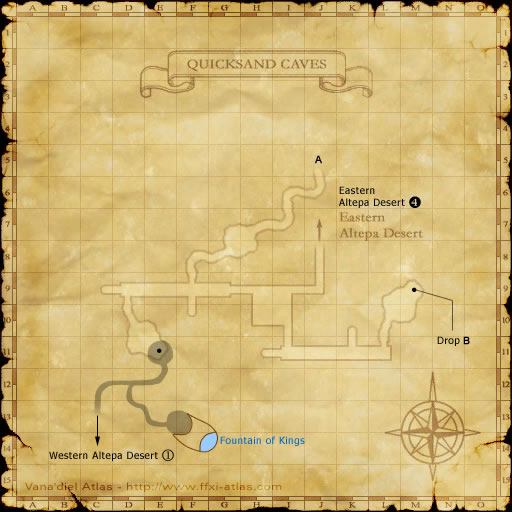 A B C D E F G H I J K L M N O
QUICKSAND CAVES
A
Eastern
Altepa Desert 4
Eastern
Altepa Desert
Drop B
Fountain of Kings
Western Altepa Desert 1
Vana'diel Atlas - http://www.ffxi-atlas.com
1
2
3
4
5
6
7
8
9
10
11
12
13
14
15
A B C D E F G H I J K L M N O